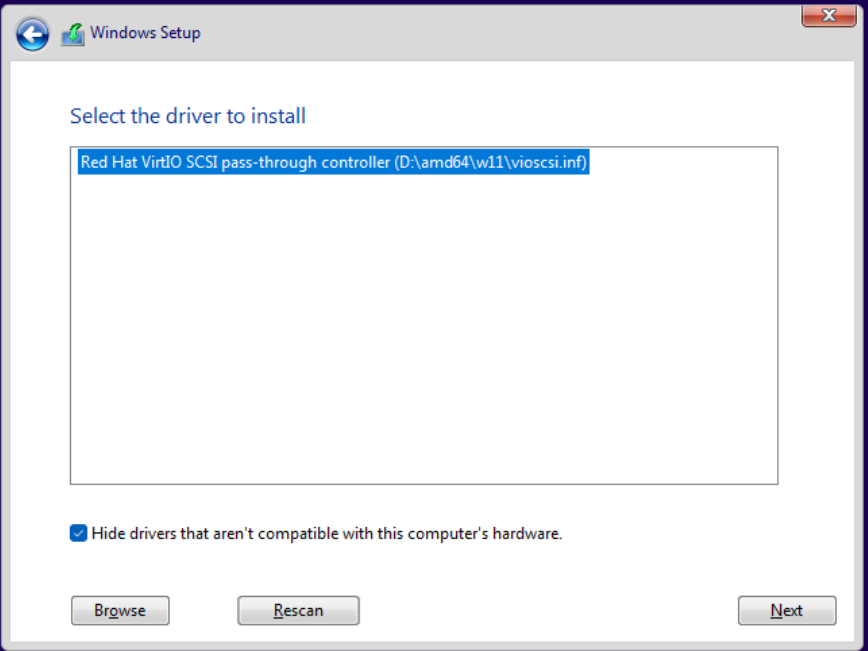 Windows Setup
Select the driver to install
Red Hat VirtIO SCSI pass-through controller (D:\amd64\w11\vioscsi.inf)
Hide drivers that aren't compatible with this computer's hardware.
Browse
Rescan
Next